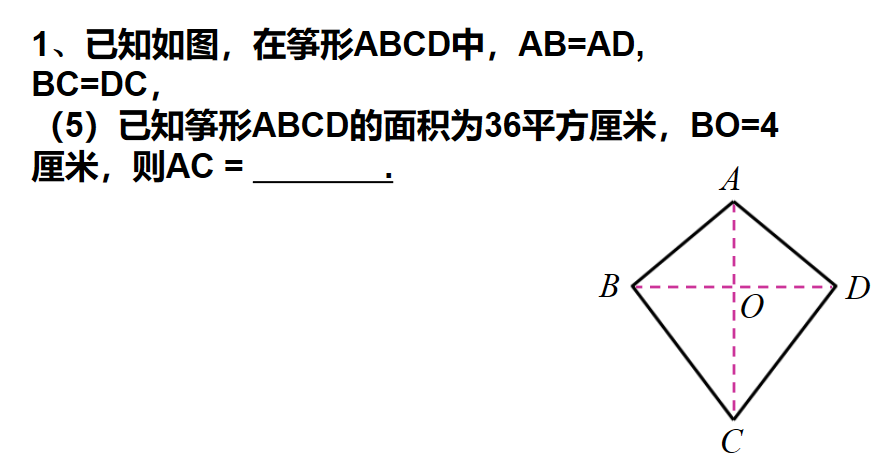 1、已知如图，在筝形ABCD中，AB=AD,
BC=DC，
（5）已知筝形ABCD的面积为36平方厘米，BO=4
厘米，则AC = ________.
A
B
D
O
C